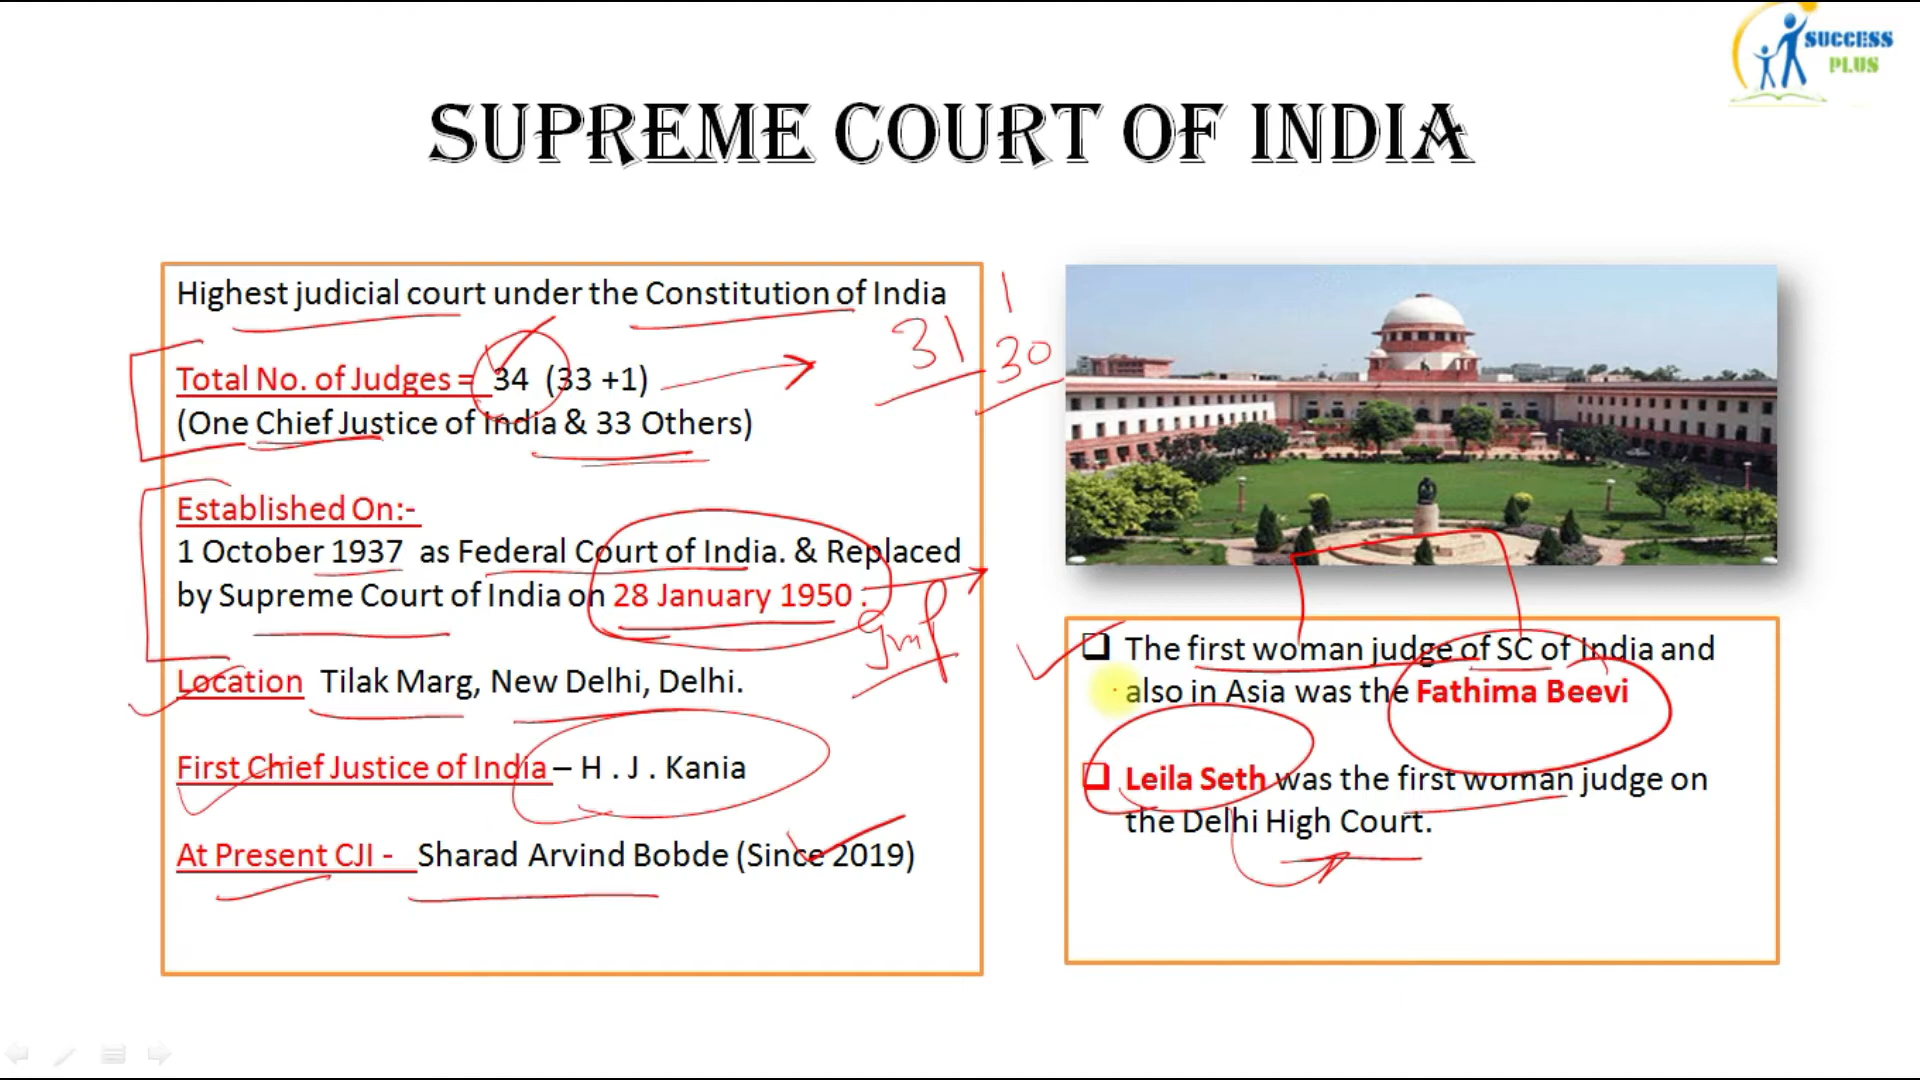 SUCCESS
PLUS
SUPREME COURT OF INDIA
Highest judicial court under the Constitution of India
Total No. of Judges = 34 (33 +1)
(One Chief Justice of India & 33 Others)
31
1
30
Established On:-
1 October 1937 as Federal Court of India. & Replaced
by Supreme Court of India on 28 January 1950 .
Imp
Location Tilak Marg, New Delhi, Delhi.
First Chief Justice of India – H . J . Kania
At Present CJI - Sharad Arvind Bobde (Since 2019)
The first woman judge of SC of India and
also in Asia was the Fathima Beevi
Leila Seth was the first woman judge on
the Delhi High Court.